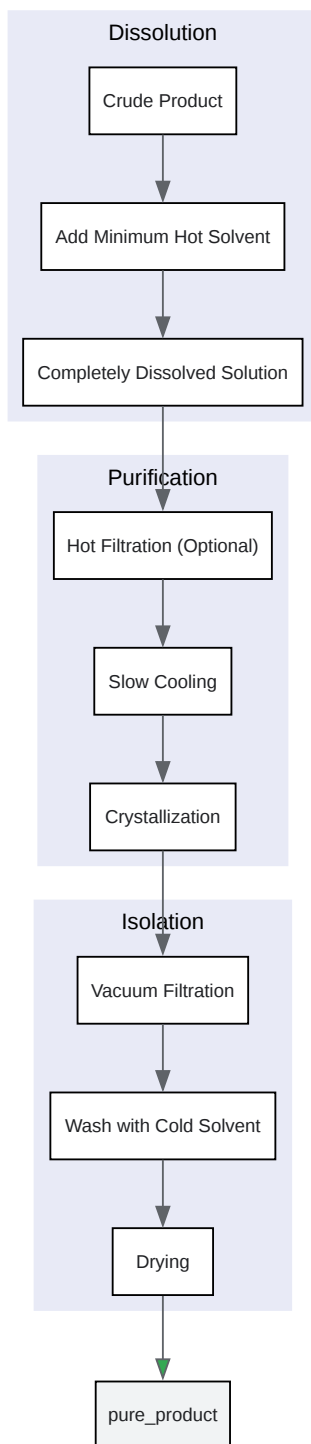 Dissolution
Crude Product
Add Minimum Hot Solvent
Completely Dissolved Solution
Purification
Hot Filtration (Optional)
Slow Cooling
Crystallization
Isolation
Vacuum Filtration
Wash with Cold Solvent
Drying
pure_product